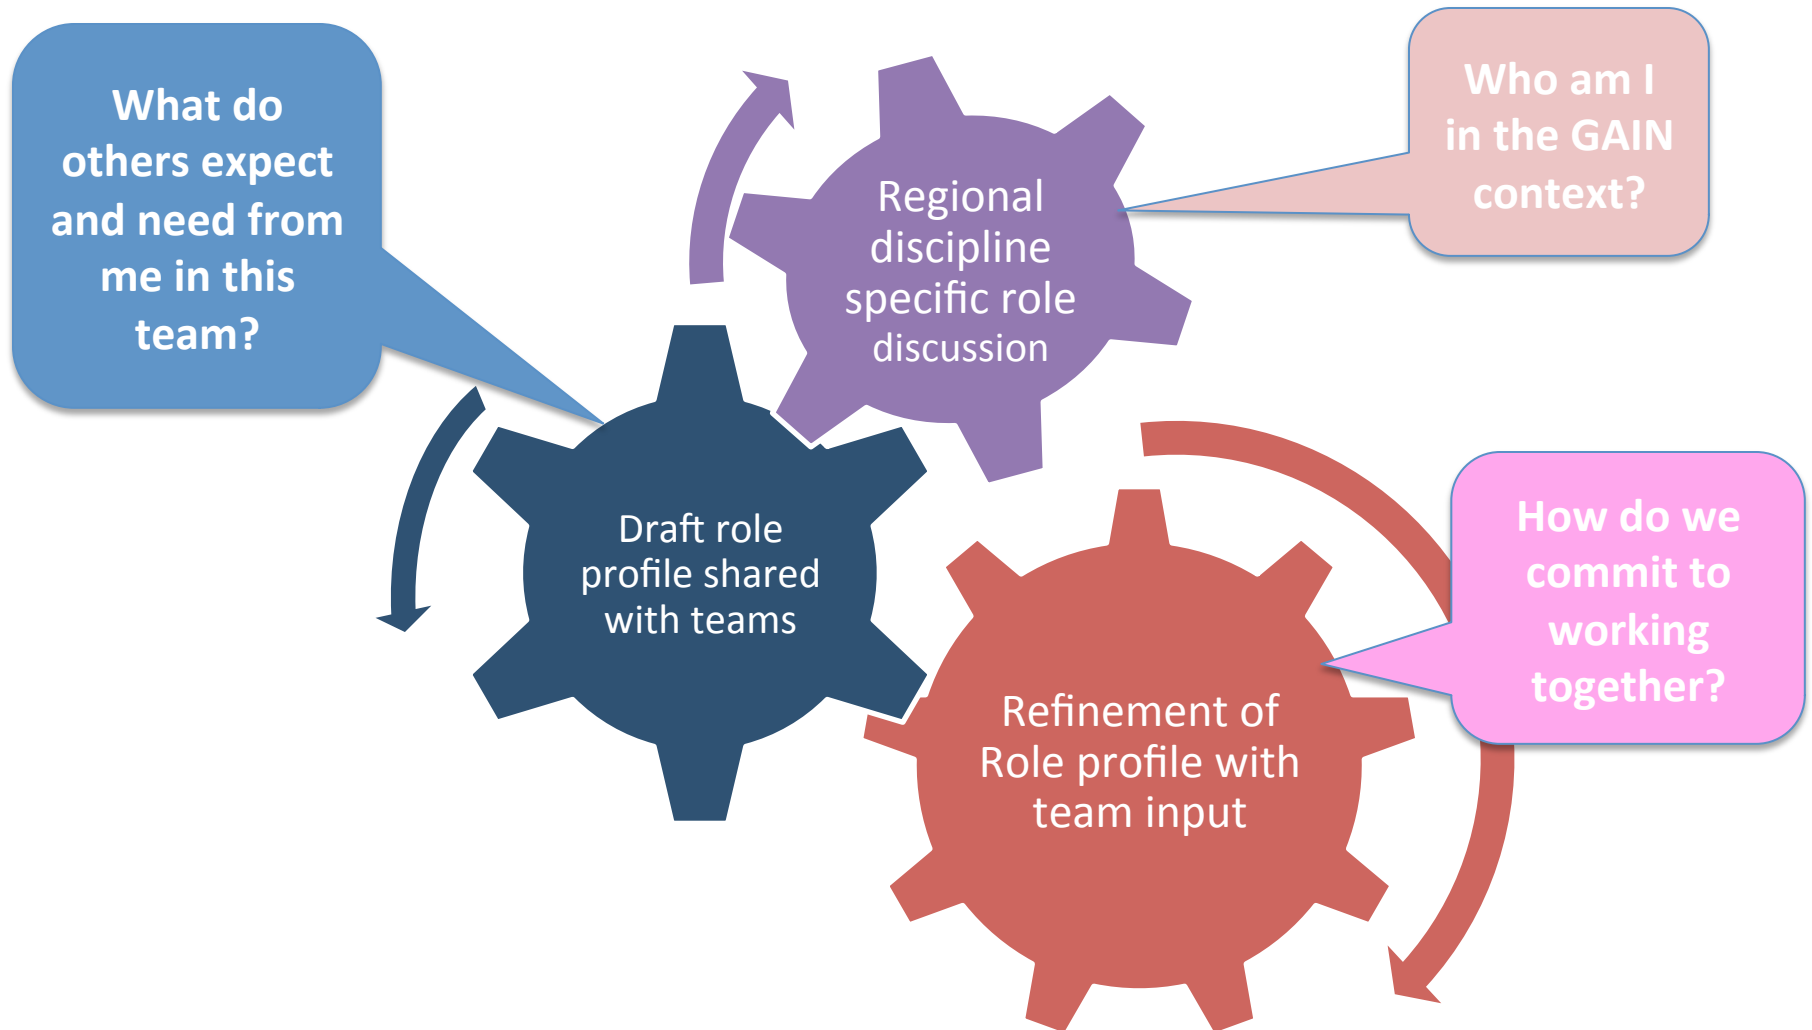 What do
others expect
and need from
me in this
team?
Regional
discipline
specific role
discussion
Who am I
in the GAIN
context?
Draft role
profile shared
with teams
How do we
commit to
working
together?
Refinement of
Role profile with
team input